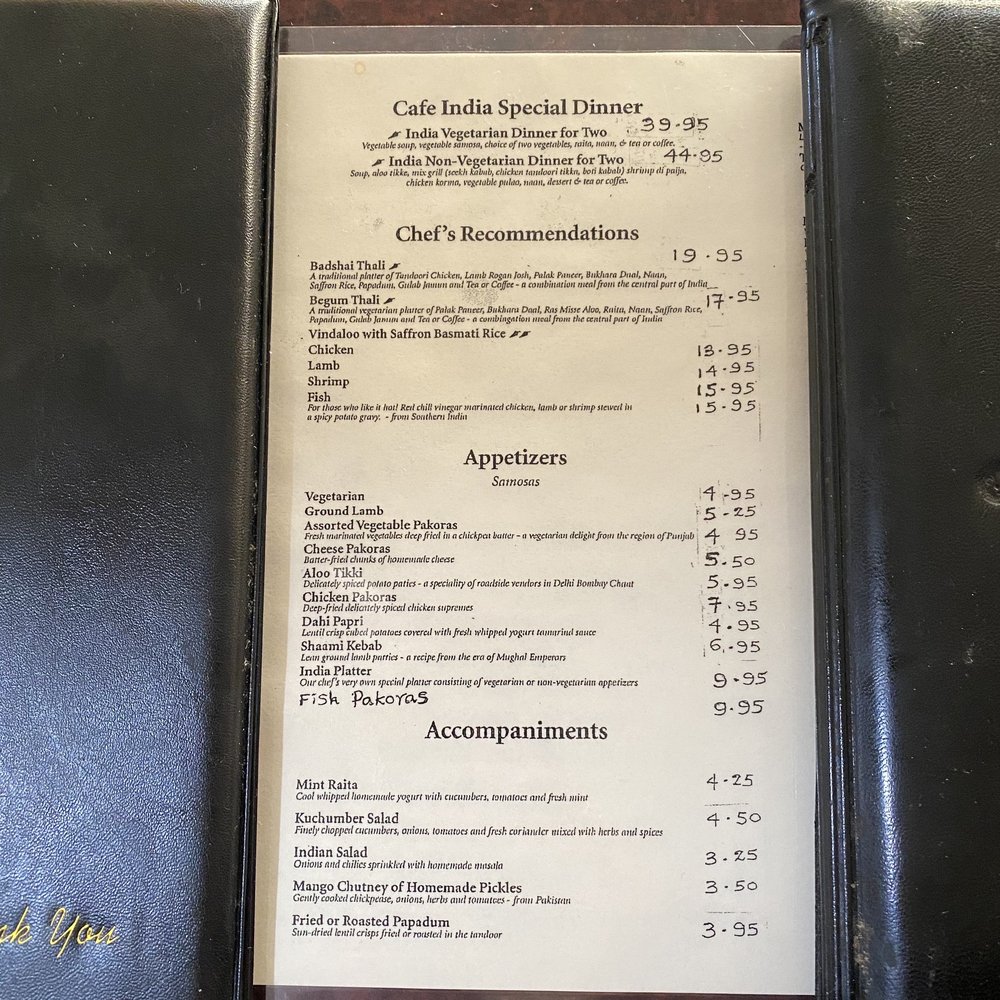 Cafe India Special Dinner
India Vegetarian Dinner for Two 39.95
Vegetable soup, vegetable samosa, choice of two vegetables, raita, naan, & tea or coffee.
India Non-Vegetarian Dinner for Two 44.95
Soup, aloo tikke, mix grill (seekh kabab, chicken tandoori tikka, boti kabab) shrimp di paija,
chicken korma, vegetable pulao, naan, dessert & tea or coffee.
Chef's Recommendations
Badshai Thali 19.95
A traditional platter of Tandoori Chicken, Lamb Rogan Josh, Palak Paneer, Bukhara Daal, Naan,
Saffron Rice, Papadum, Gulab Jamum and Tea or Coffee - a combination meal from the central part of India
Begum Thali 17.95
A traditional vegetarian platter of Palak Paneer, Bukhara Daal, Ras Misse Aloo, Raita, Naan, Saffron Rice,
Papadum, Gulab Jamum and Tea or Coffee - a combingation meal from the central part of India
Vindaloo with Saffron Basmati Rice
Chicken 13.95
Lamb 14.95
Shrimp 15.95
Fish 15.95
For those who like it hot! Red chili vinegar marinated chicken, lamb or shrimp stewed in
a spicy potato gravy. - from Southern India
Appetizers
Samosas
Vegetarian 4.95
Ground Lamb 5.25
Assorted Vegetable Pakoras
Fresh marinated vegetables deep fried in a chickpea batter - a vegetarian delight from the region of Punjab 4 95
Cheese Pakoras
Batter-fried chunks of homemade cheese 5.50
Aloo Tikki
Delicately spiced potato paties - a speciality of roadside vendors in Delhi Bombay Chaat 5.95
Chicken Pakoras 7.95
Deep-fried delicately spiced chicken supremes
Dahi Papri 4.95
Lentil crisp cubed potatoes covered with fresh whipped yogurt tamarind sauce
Shaami Kebab 6.95
Lean ground lamb patties - a recipe from the era of Mughal Emperors
India Platter 9.95
Our chef's very own special platter consisting of vegetarian or non-vegetarian appetizers
Fish Pakoras 9.95
Accompaniments
Mint Raita 4.25
Cool whipped homemade yogurt with cucumbers, tomatoes and fresh mint
Kuchumber Salad 4.50
Finely chopped cucumbers, onions, tomatoes and fresh coriander mixed with herbs and spices
Indian Salad 3.25
Onions and chilies sprinkled with homemade masala
Mango Chutney of Homemade Pickles 3.50
Gently cooked chickpease, onions, herbs and tomatoes - from Pakistan
Fried or Roasted Papadum 3.95
Sun-dried lentil crisps fried or roasted in the tandoor
You